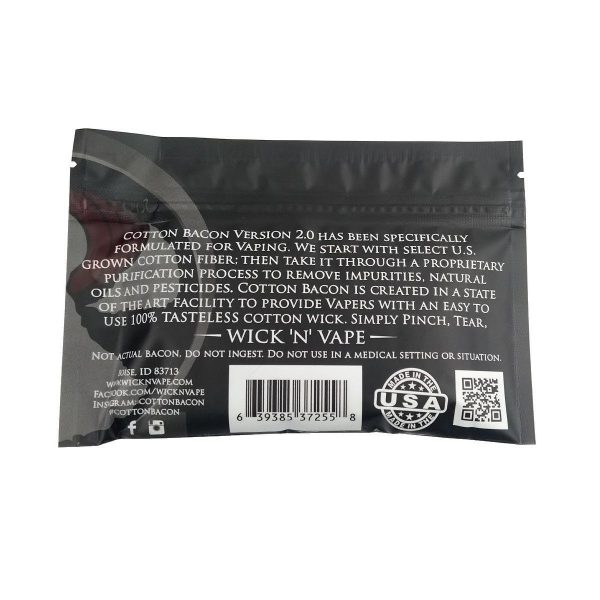 Cotton Bacon Version 2.0 has been specifically
formulated for Vaping. We start with select U.S.
grown cotton fiber; then take it through a proprietary
purification process to remove impurities, natural
oils and pesticides. Cotton Bacon is created in a state
of the art facility to provide Vapers with an easy to
use 100% tasteless cotton wick. Simply Pinch, Tear,
WICK 'N' VAPE
Not actual bacon, do not ingest. Do not use in a medical setting or situation.
Boise, ID 83713
www.wicknvape.com
Facebook.com/wicknvape
Instagram: cottonbacon
#cottonbacon
6 39385 37255 8
MADE IN THE
USA
MADE IN THE